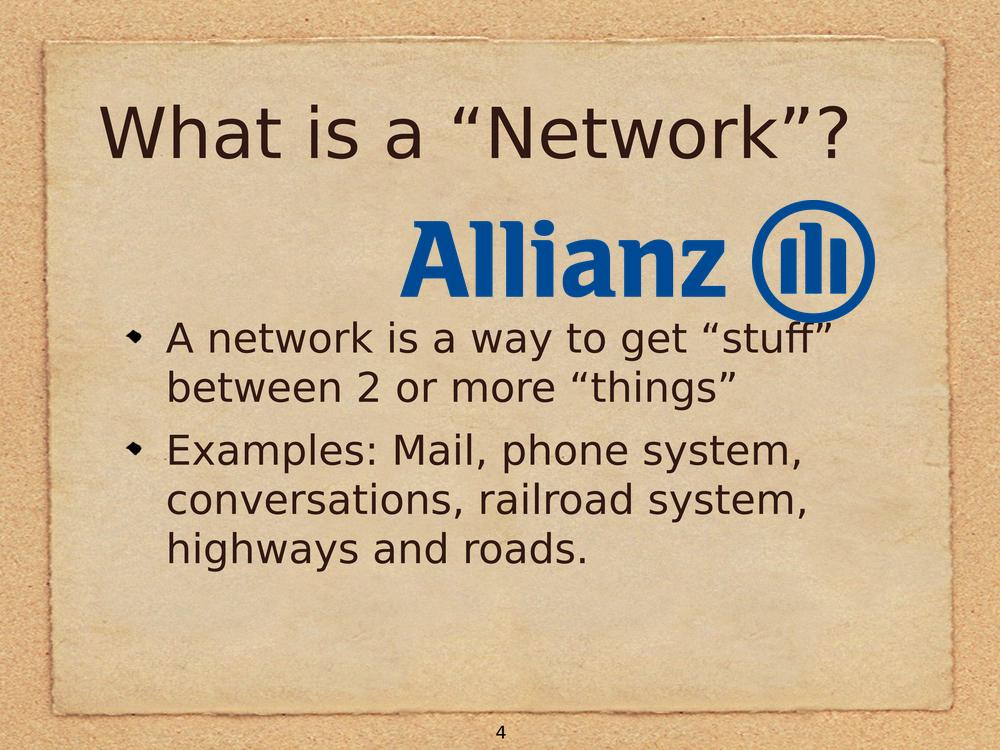 What is a “Network”?
Allianz
A network is a way to get “stuff”
between 2 or more “things”
Examples: Mail, phone system,
conversations, railroad system,
highways and roads.
4